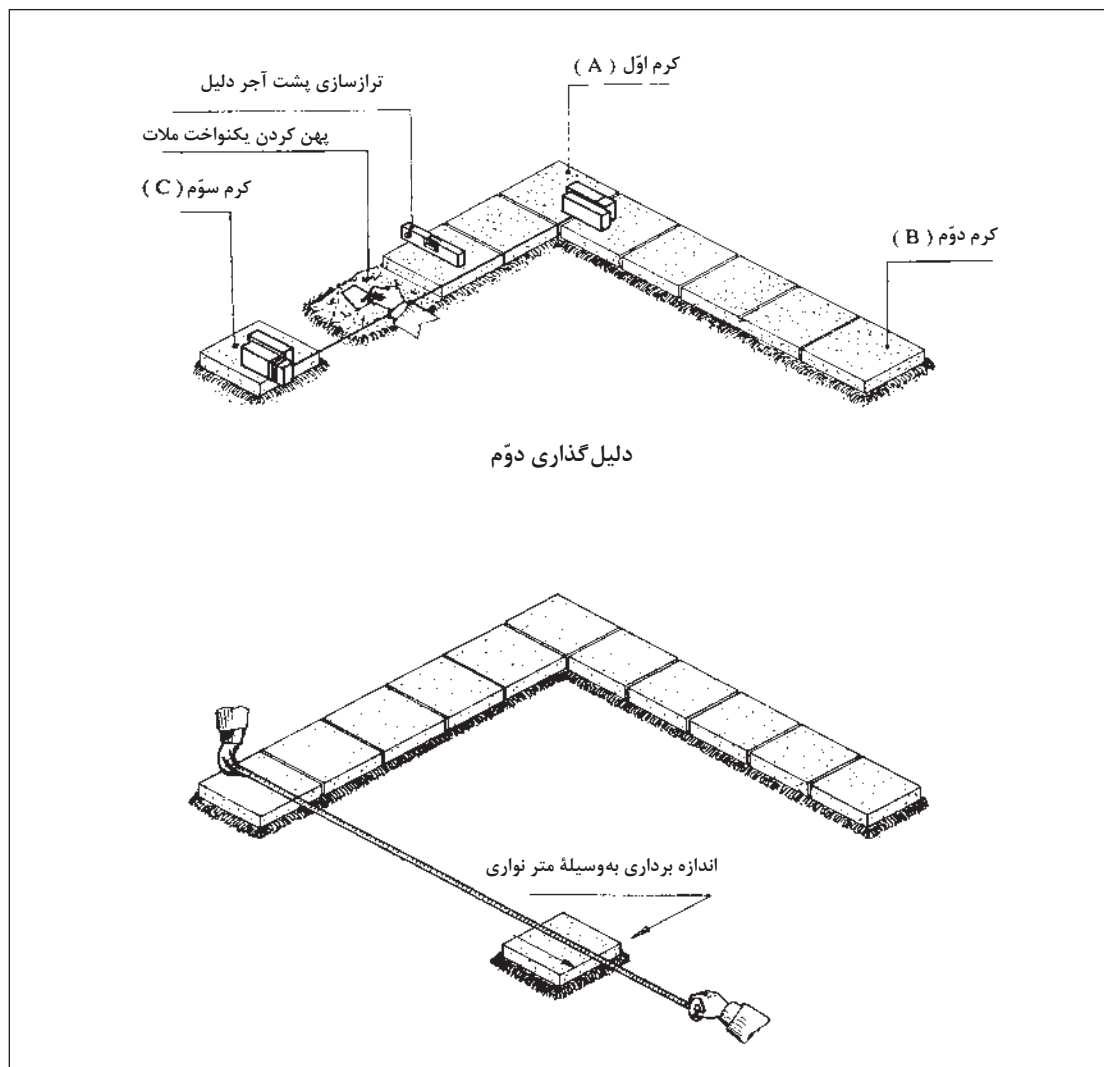 کرم اوّل ( A )
ترازسازی پشت آجر دلیل
پهن کردن یکنواخت ملات
کرم سوّم ( C )
کرم دوّم ( B )
دلیل‌گذاری دوّم
اندازه برداری به‌وسیلهٔ متر نواری